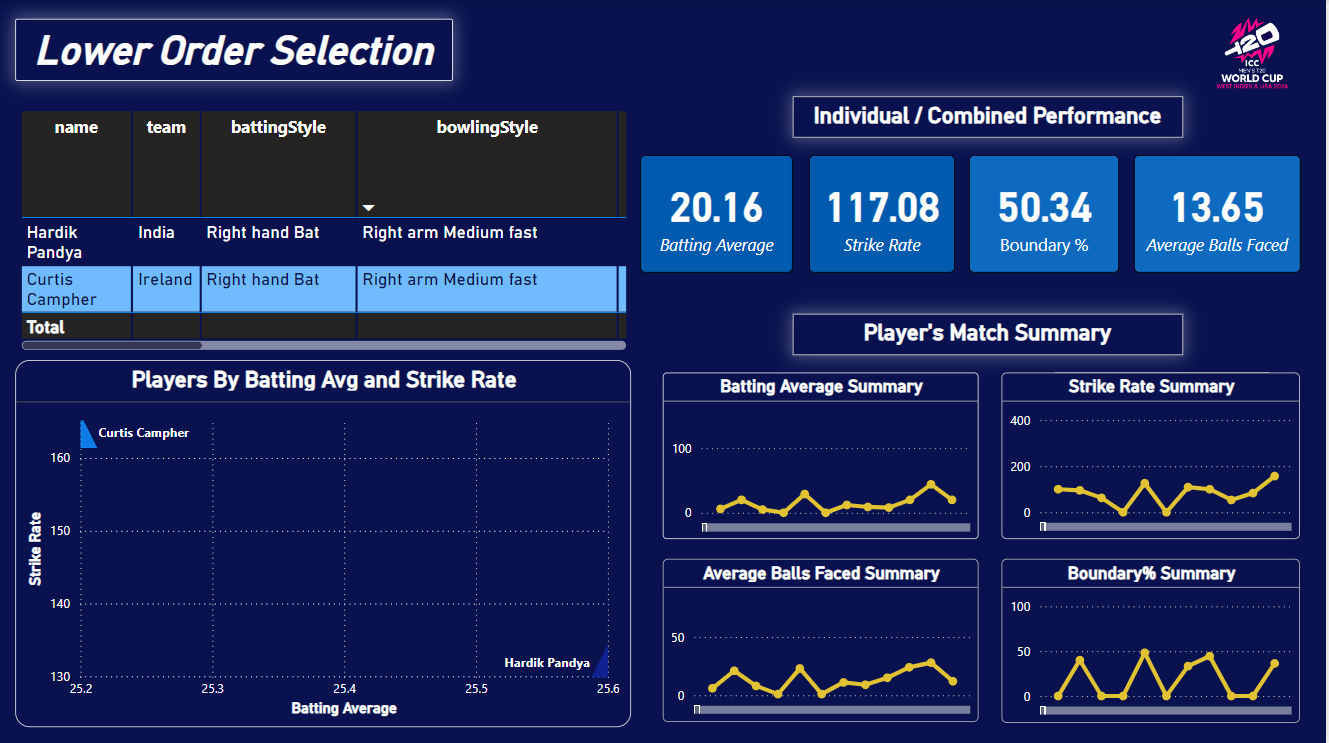 Lower Order Selection
T20
ICC
MEN'S T20
WORLD CUP
WEST INDIES & USA 2024
name team battingStyle bowlingStyle
Hardik India Right hand Bat Right arm Medium fast
Pandya
Curtis Ireland Right hand Bat Right arm Medium fast
Campher
Total
Individual / Combined Performance
20.16 117.08 50.34 13.65
Batting Average Strike Rate Boundary % Average Balls Faced
Players By Batting Avg and Strike Rate
Curtis Campher
160
150
140
Hardik Pandya
130
25.2 25.3 25.4 25.5 25.6
Strike Rate
Batting Average
Player's Match Summary
Batting Average Summary
100
0
Strike Rate Summary
400
200
0
Average Balls Faced Summary
50
0
Boundary% Summary
100
50
0